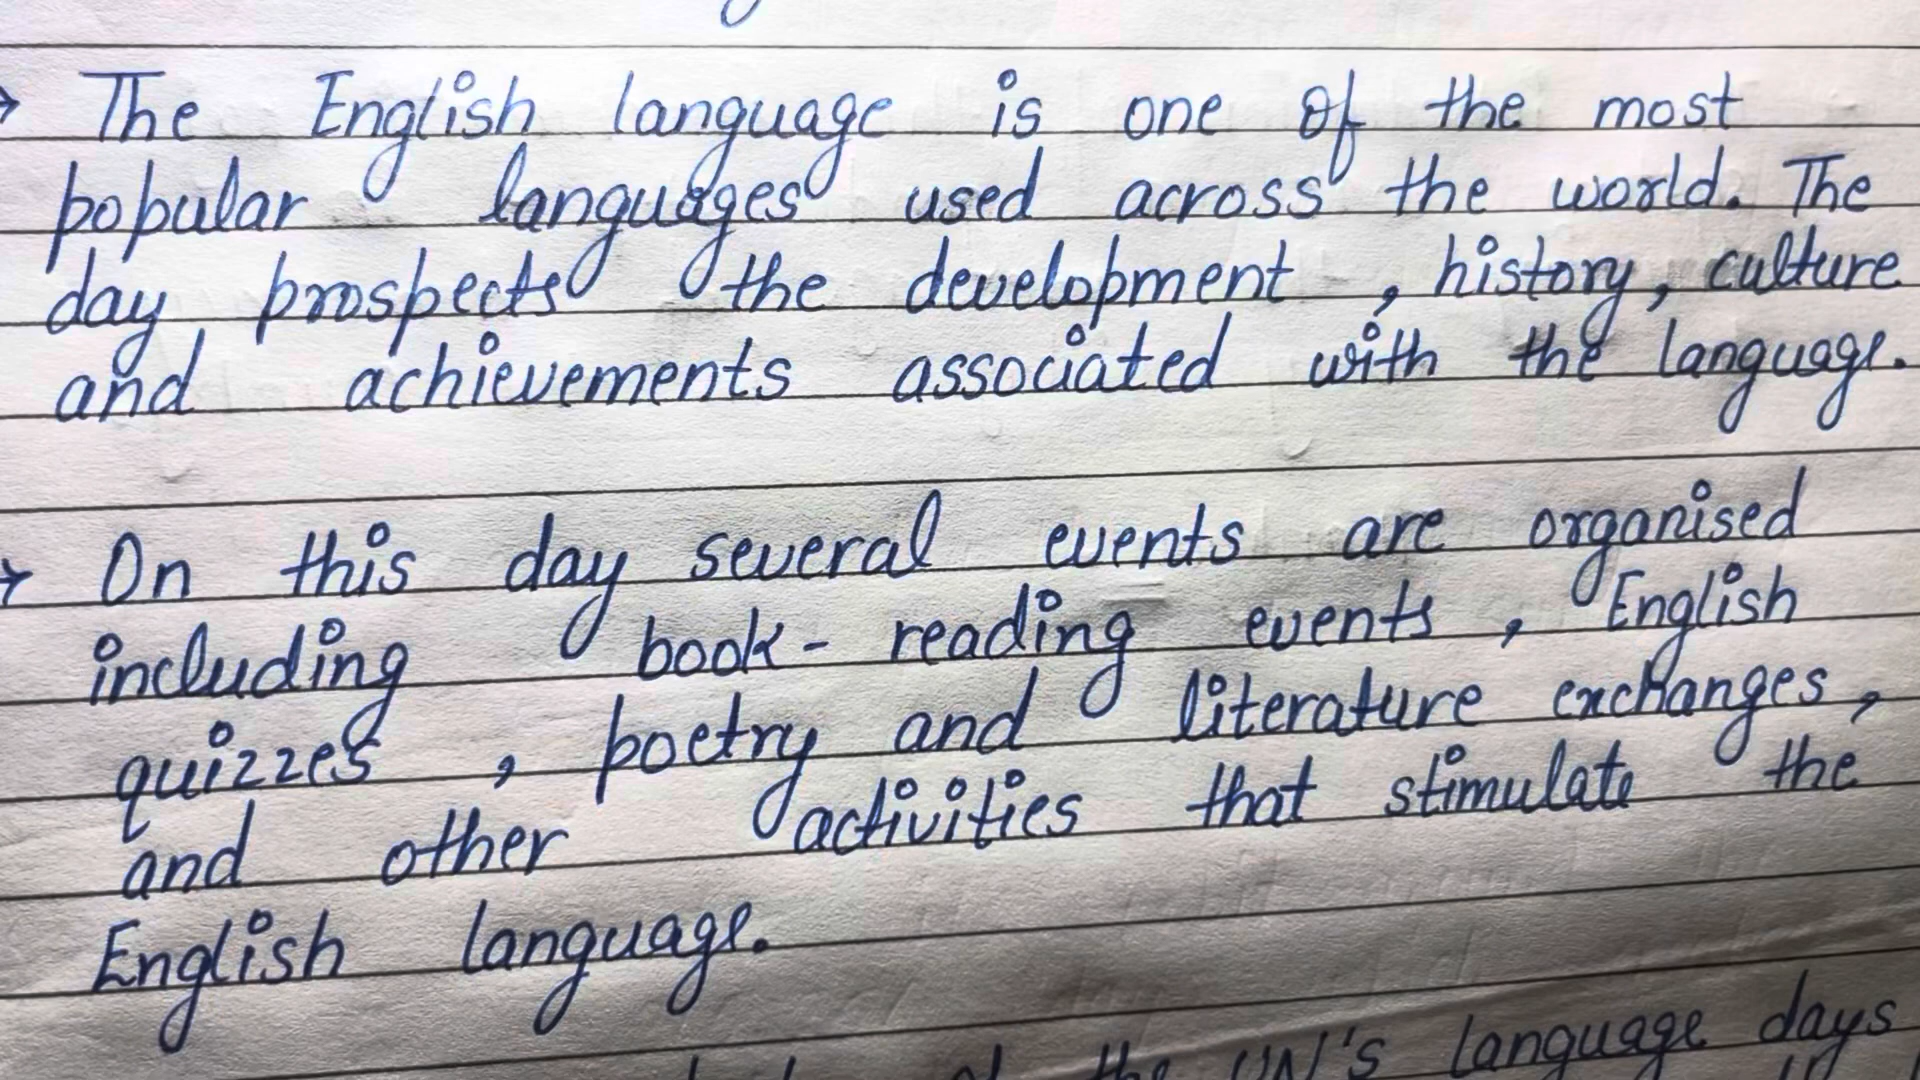 → The English language is one of the most
popular languages used across the world. The
day prospects the development , history, culture
and achievements associated with the language.
→ On this day several events are organised
including book - reading events , English
quizzes , poetry and literature exchanges ,
and other activities that stimulate the
English language.
the UN's language days